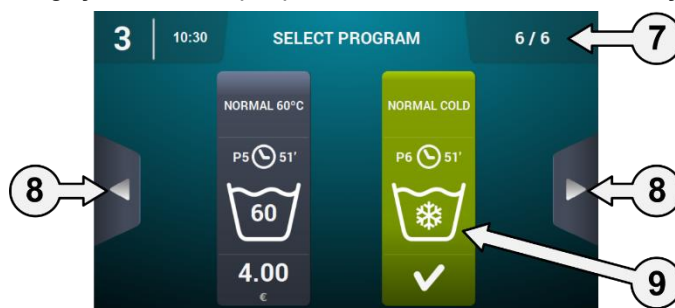 3 10:30 SELECT PROGRAM 6 / 6 7
NORMAL 60ºC NORMAL COLD
P5 51' P6 51'
8 8
60
4.00
€
9